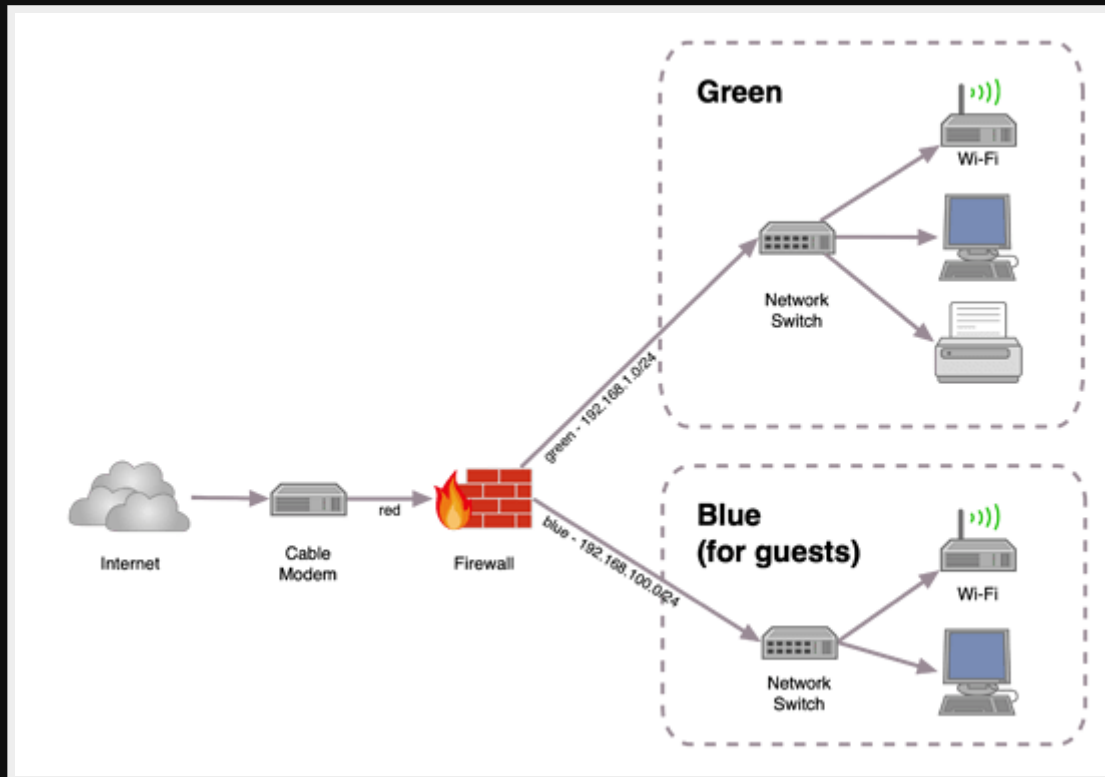 Green
Wi-Fi
Network
Switch
green - 192.168.1.0/24
Internet
Cable
Modem
red
Firewall
blue - 192.168.100.0/24
Blue
(for guests)
Wi-Fi
Network
Switch